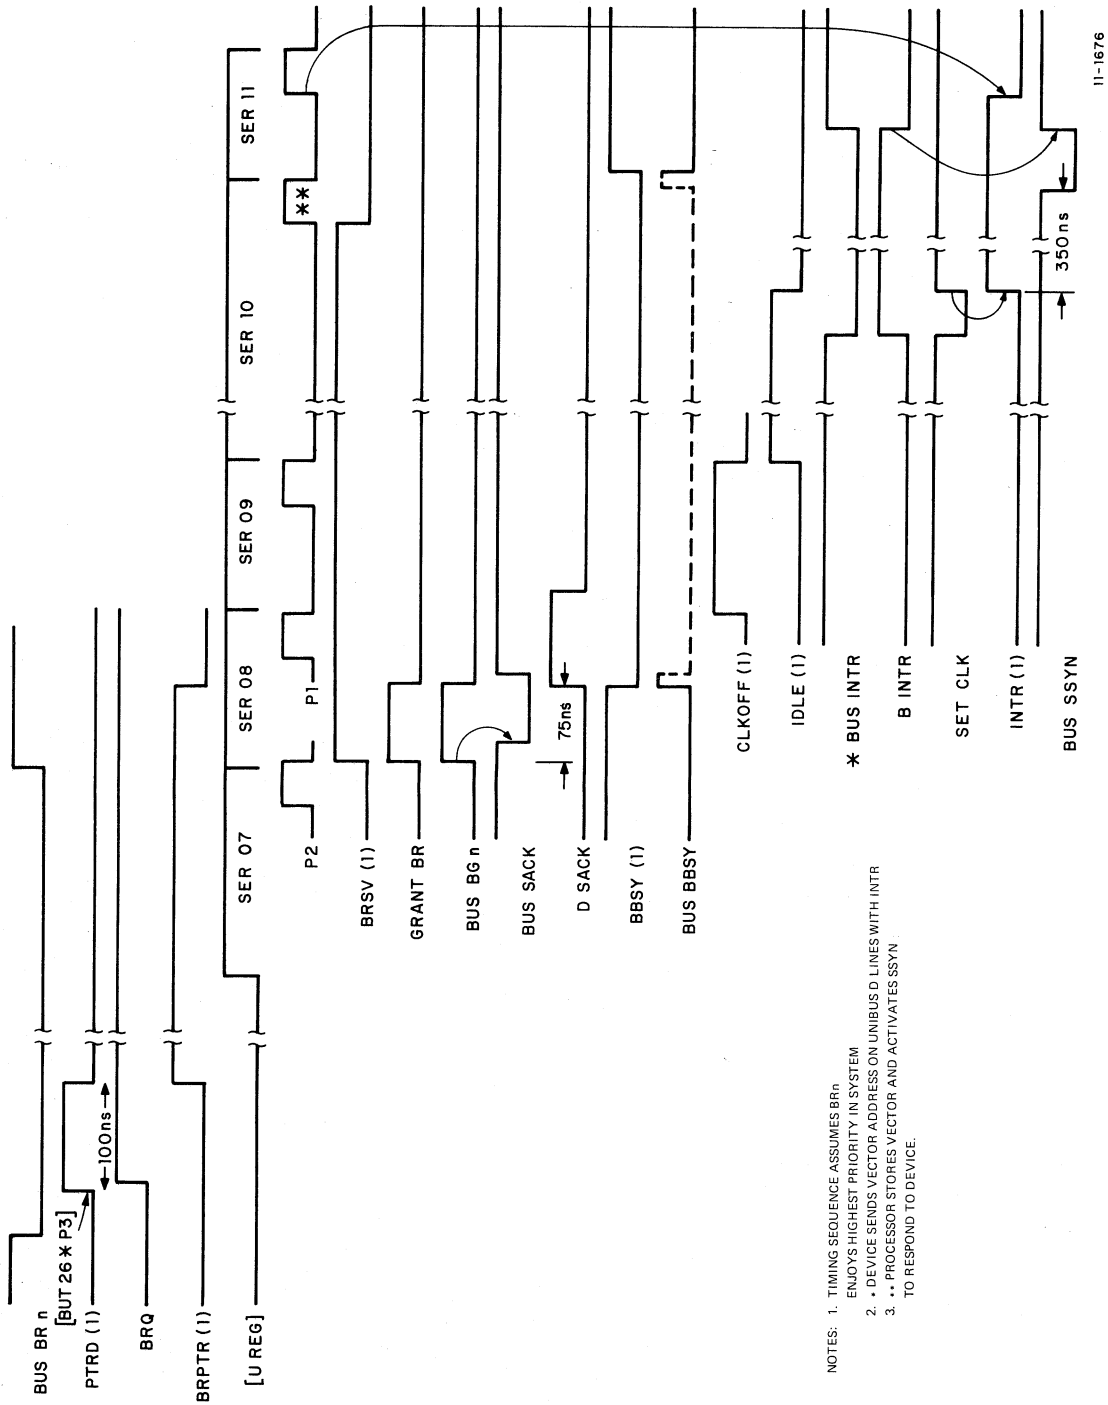 BUS BR n
[BUT 26 * P3]
PTRD (1)
100ns
BRQ
BRPTR (1)
[U REG]
SER 07
SER 08
SER 09
SER 10
SER 11
P2
P1
**
BRSV (1)
GRANT BR
BUS BG n
BUS SACK
D SACK
75ns
BBSY (1)
BUS BBSY
CLKOFF (1)
IDLE (1)
* BUS INTR
B INTR
SET CLK
INTR (1)
BUS SSYN
350ns
NOTES: 1. TIMING SEQUENCE ASSUMES BRn
ENJOYS HIGHEST PRIORITY IN SYSTEM
2. * DEVICE SENDS VECTOR ADDRESS ON UNIBUS D LINES WITH INTR
3. ** PROCESSOR STORES VECTOR AND ACTIVATES SSYN
TO RESPOND TO DEVICE.
11-1676